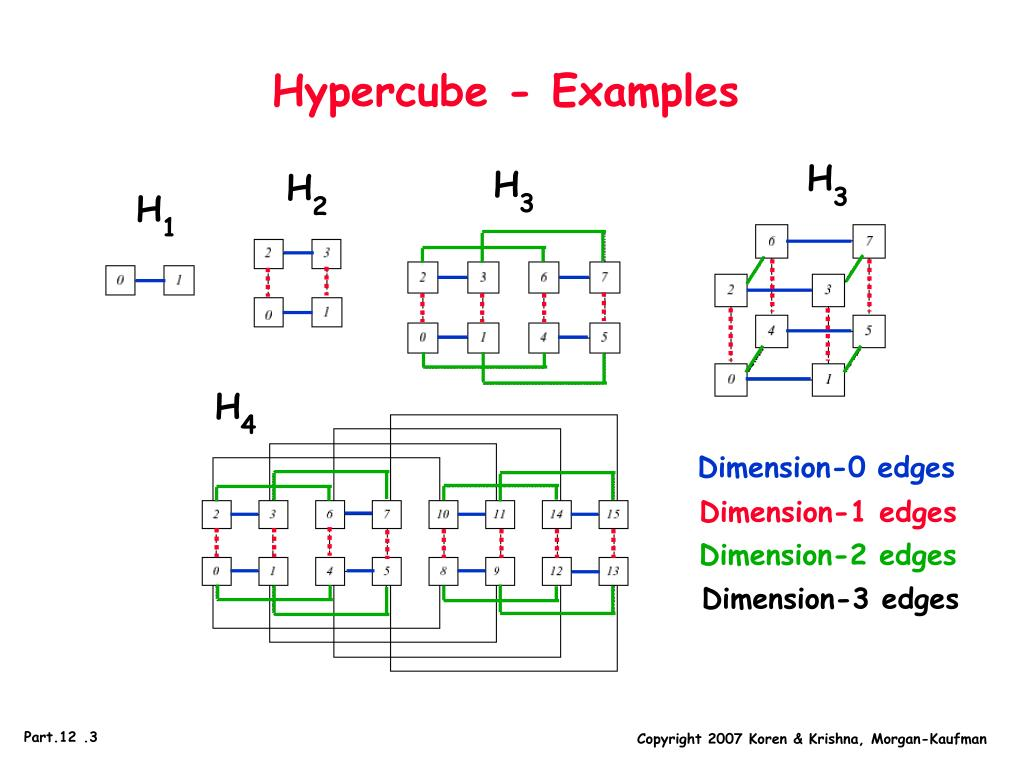 Hypercube - Examples
H1
H2
H3
H3
0 1
2 3
0 1
2 3 6 7
0 1 4 5
6 7
2 3
4 5
0 1
H4
2 3 6 7 10 11 14 15
0 1 4 5 8 9 12 13
Dimension-0 edges
Dimension-1 edges
Dimension-2 edges
Dimension-3 edges
Part.12 .3
Copyright 2007 Koren & Krishna, Morgan-Kaufman